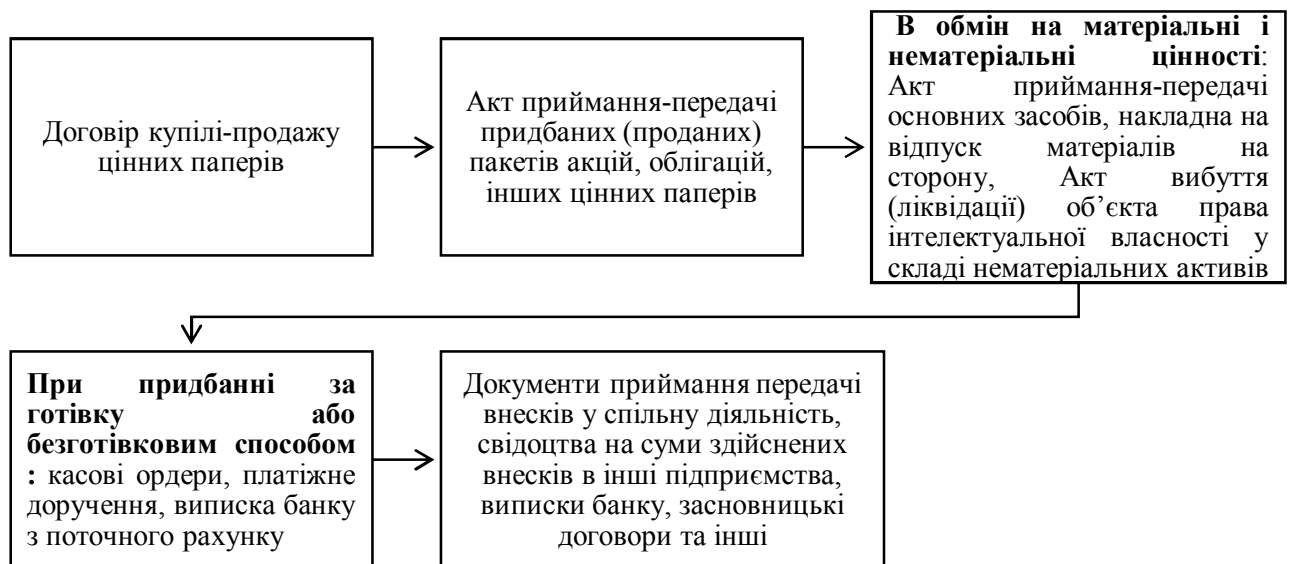 Договір купілі-продажу
цінних паперів
Акт приймання-передачі
придбаних (проданих)
пакетів акцій, облігацій,
інших цінних паперів
В обмін на матеріальні і
нематеріальні цінності:
Акт приймання-передачі
основних засобів, накладна на
відпуск матеріалів на
сторону, Акт вибуття
(ліквідації) об’єкта права
інтелектуальної власності у
складі нематеріальних активів
При придбанні за
готівку або
безготівковим способом
: касові ордери, платіжне
доручення, виписка банку
з поточного рахунку
Документи приймання передачі
внесків у спільну діяльність,
свідоцтва на суми здійснених
внесків в інші підприємства,
виписки банку, засновницькі
договори та інші